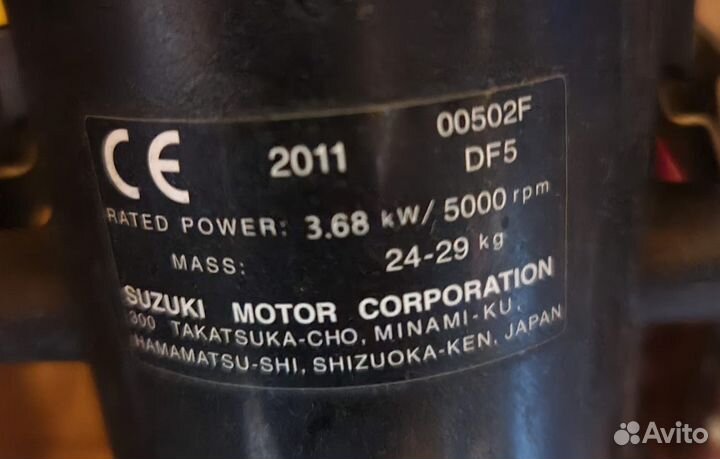 CE 2011 00502F
DF5
RATED POWER: 3.68 kW/ 5000 rpm
MASS: 24-29 kg
SUZUKI MOTOR CORPORATION
300 TAKATSUKA-CHO, MINAMI-KU,
HAMAMATSU-SHI, SHIZUOKA-KEN, JAPAN
Avito